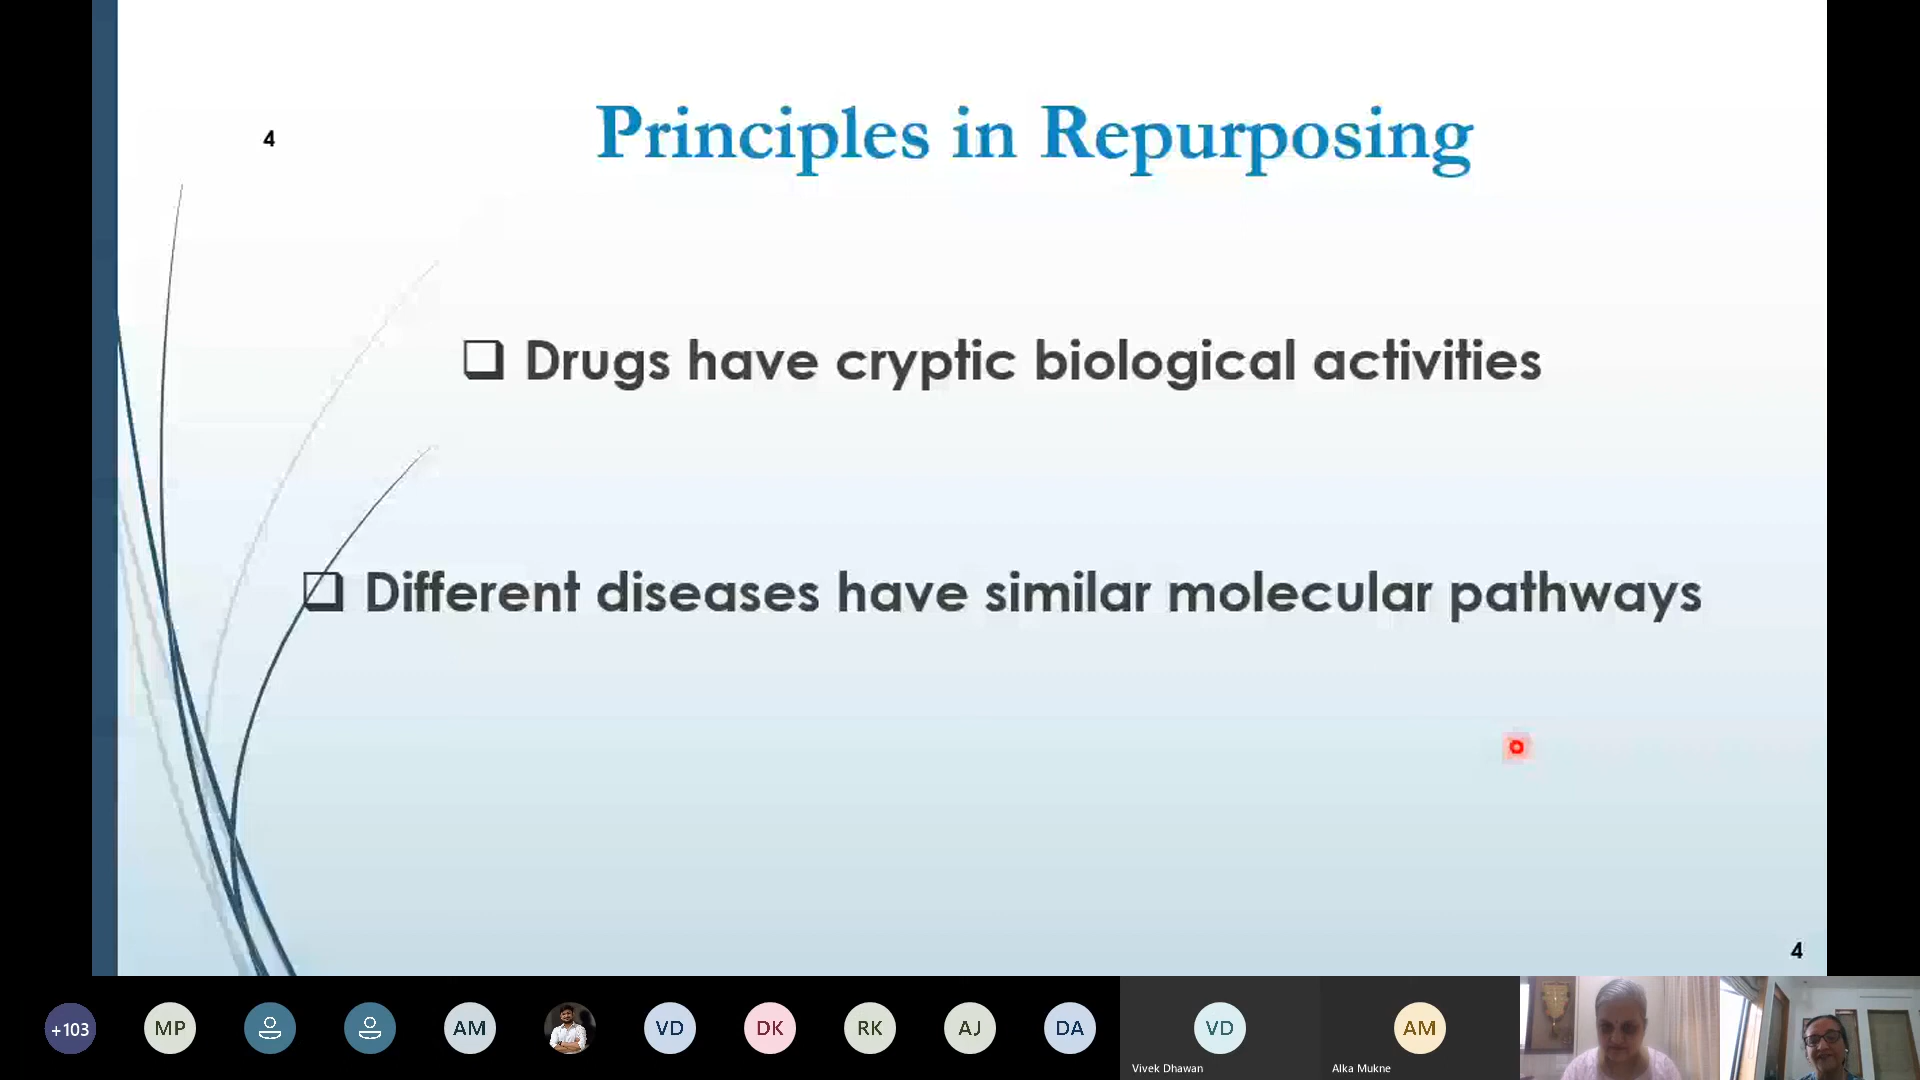 4
Principles in Repurposing
❑ Drugs have cryptic biological activities
❑ Different diseases have similar molecular pathways
4
+103
MP
AM
VD
DK
RK
AJ
DA
VD
Vivek Dhawan
AM
Alka Mukne